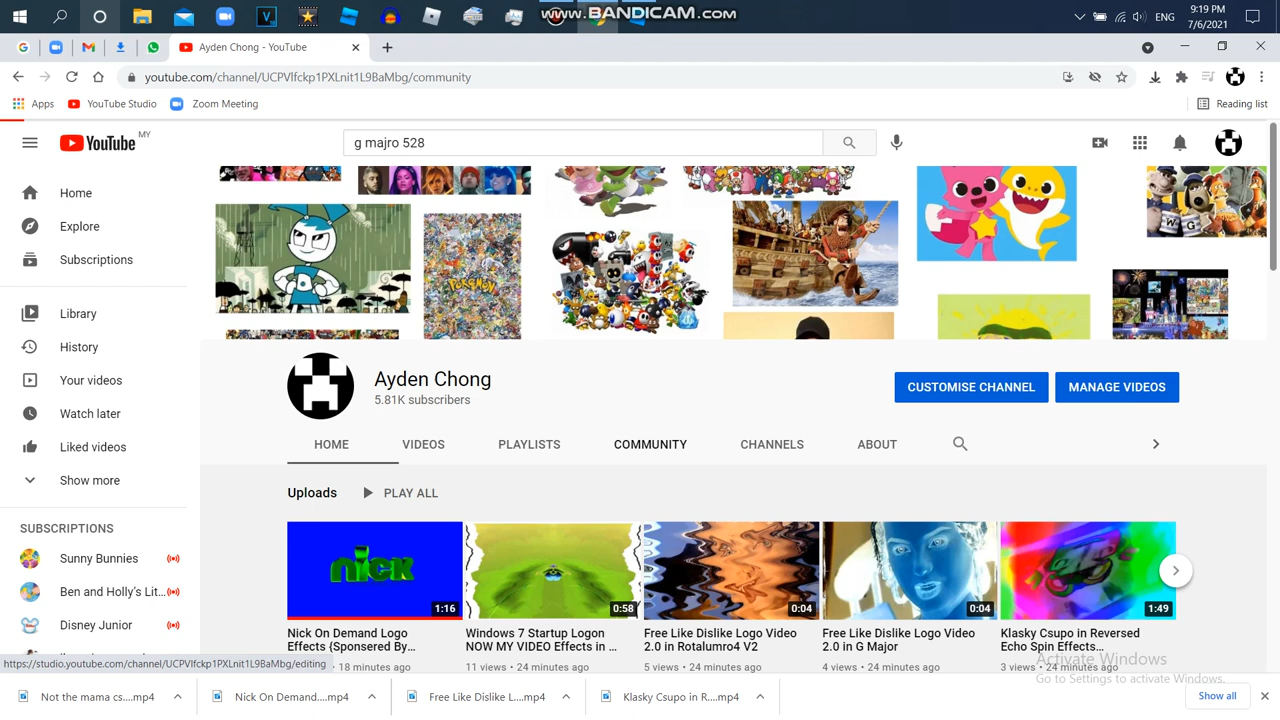 www.BANDICAM.com
ENG
9:19 PM
7/6/2021
Ayden Chong - YouTube
youtube.com/channel/UCPVlfckp1PXLnit1L9BaMbg/community
Apps
YouTube Studio
Zoom Meeting
Reading list
YouTube MY
g majro 528
Home
Explore
Subscriptions
Library
History
Your videos
Watch later
Liked videos
Show more
SUBSCRIPTIONS
Sunny Bunnies
Ben and Holly's Lit...
Disney Junior
POKEMON
W G
Ayden Chong
5.81K subscribers
CUSTOMISE CHANNEL
MANAGE VIDEOS
HOME VIDEOS PLAYLISTS COMMUNITY CHANNELS ABOUT
Uploads PLAY ALL
nick
1:16
0:58
0:04
0:04
1:49
Nick On Demand Logo
Effects {Sponsered By...
18 minutes ago
Windows 7 Startup Logon
NOW MY VIDEO Effects in ...
11 views • 24 minutes ago
Free Like Dislike Logo Video
2.0 in Rotalumro4 V2
5 views • 24 minutes ago
Free Like Dislike Logo Video
2.0 in G Major
4 views • 24 minutes ago
Klasky Csupo in Reversed
Echo Spin Effects...
3 views • 24 minutes ago
Activate Windows
Go to Settings to activate Windows.
https://studio.youtube.com/channel/UCPVlfckp1PXLnit1L9BaMbg/editing
Not the mama cs....mp4
Nick On Demand....mp4
Free Like Dislike L....mp4
Klasky Csupo in R....mp4
Show all